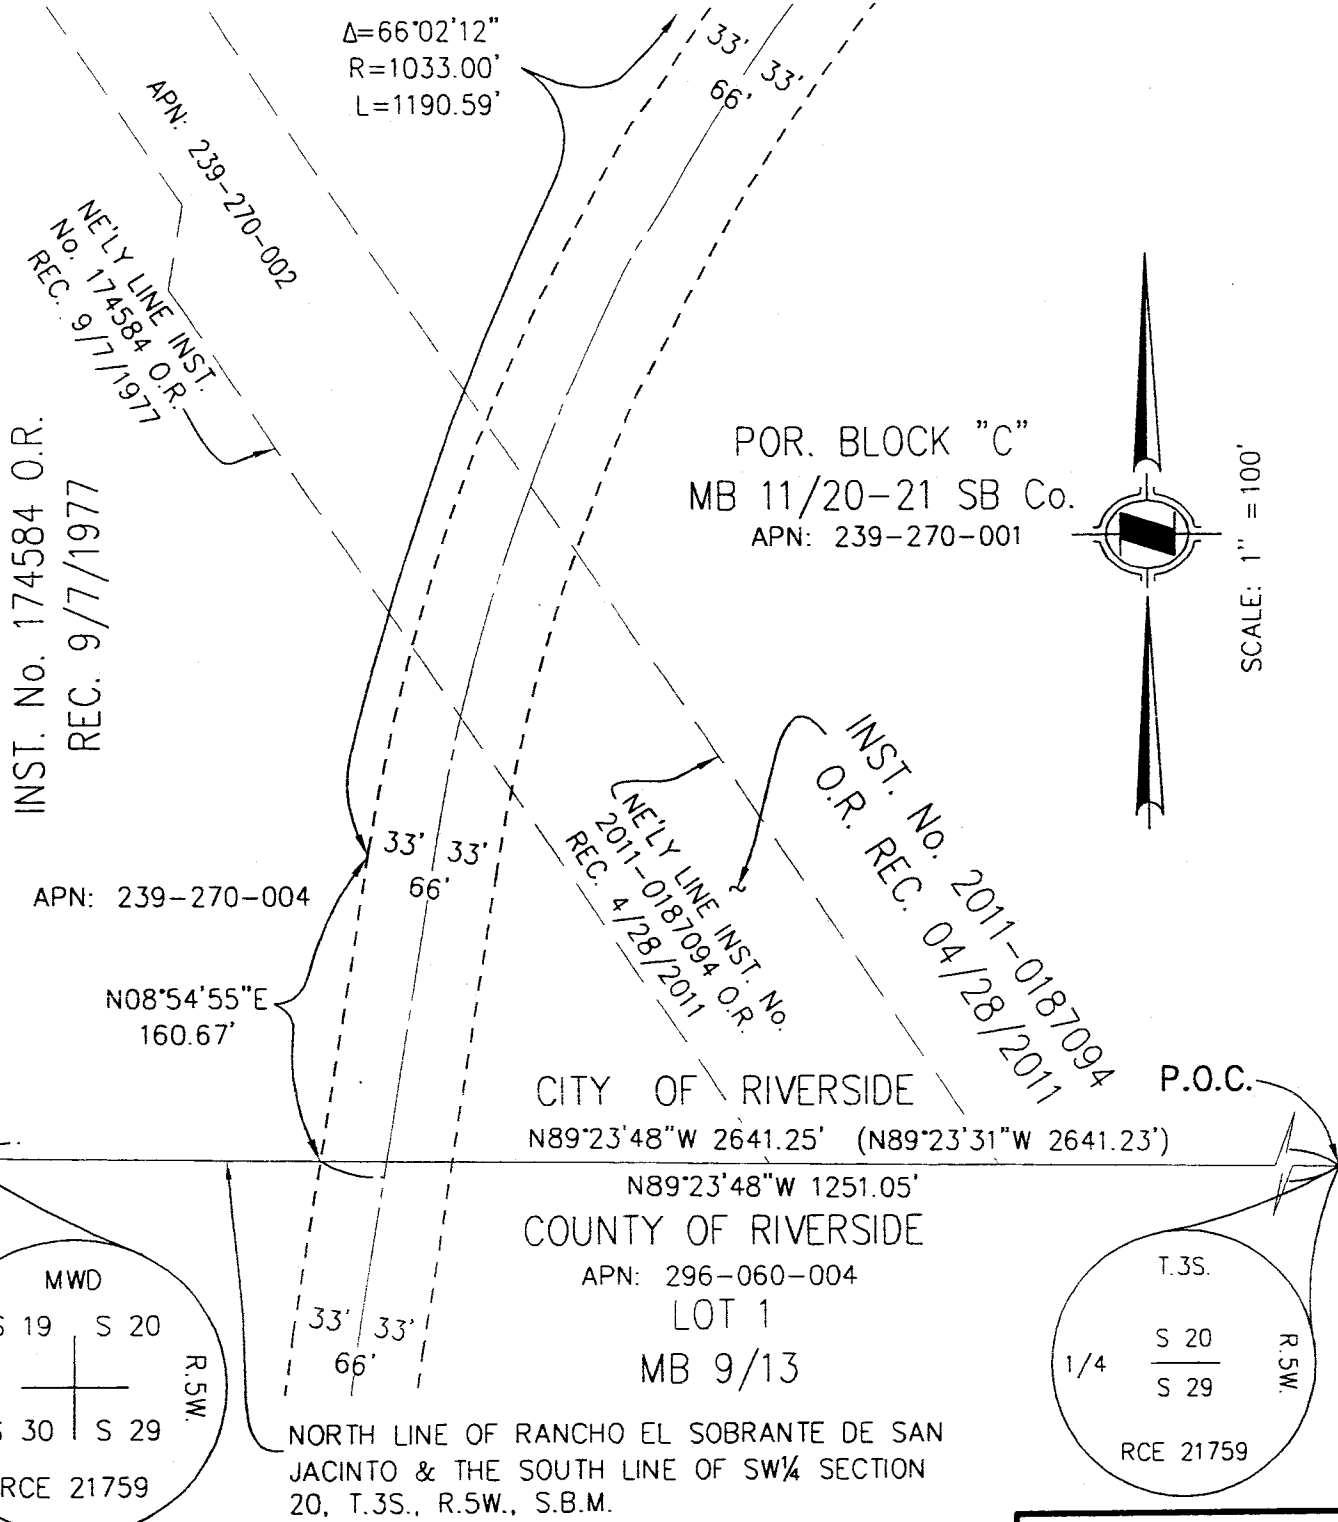 Δ=66°02'12"
R=1033.00'
L=1190.59'
33'
33'
66'
APN: 239-270-002
NE'LY LINE INST.
No. 174584 O.R.
REC. 9/7/1977
INST. No. 174584 O.R.
REC. 9/7/1977
POR. BLOCK "C"
MB 11/20-21 SB Co.
APN: 239-270-001
SCALE: 1" = 100'
INST. No. 2011-0187094
O.R. REC. 04/28/2011
NE'LY LINE INST. No.
2011-0187094 O.R.
REC. 4/28/2011
33' 33'
66'
APN: 239-270-004
N08°54'55"E
160.67'
CITY OF RIVERSIDE
P.O.C.
N89°23'48"W 2641.25' (N89°23'31"W 2641.23')
N89°23'48"W 1251.05'
COUNTY OF RIVERSIDE
APN: 296-060-004
LOT 1
MB 9/13
33' 33'
66'
MWD
S 19 S 20
R.5W.
S 30 S 29
RCE 21759
T.3S.
S 20
1/4
S 29
R.5W.
RCE 21759
NORTH LINE OF RANCHO EL SOBRANTE DE SAN
JACINTO & THE SOUTH LINE OF SW¼ SECTION
20, T.3S., R.5W., S.B.M.